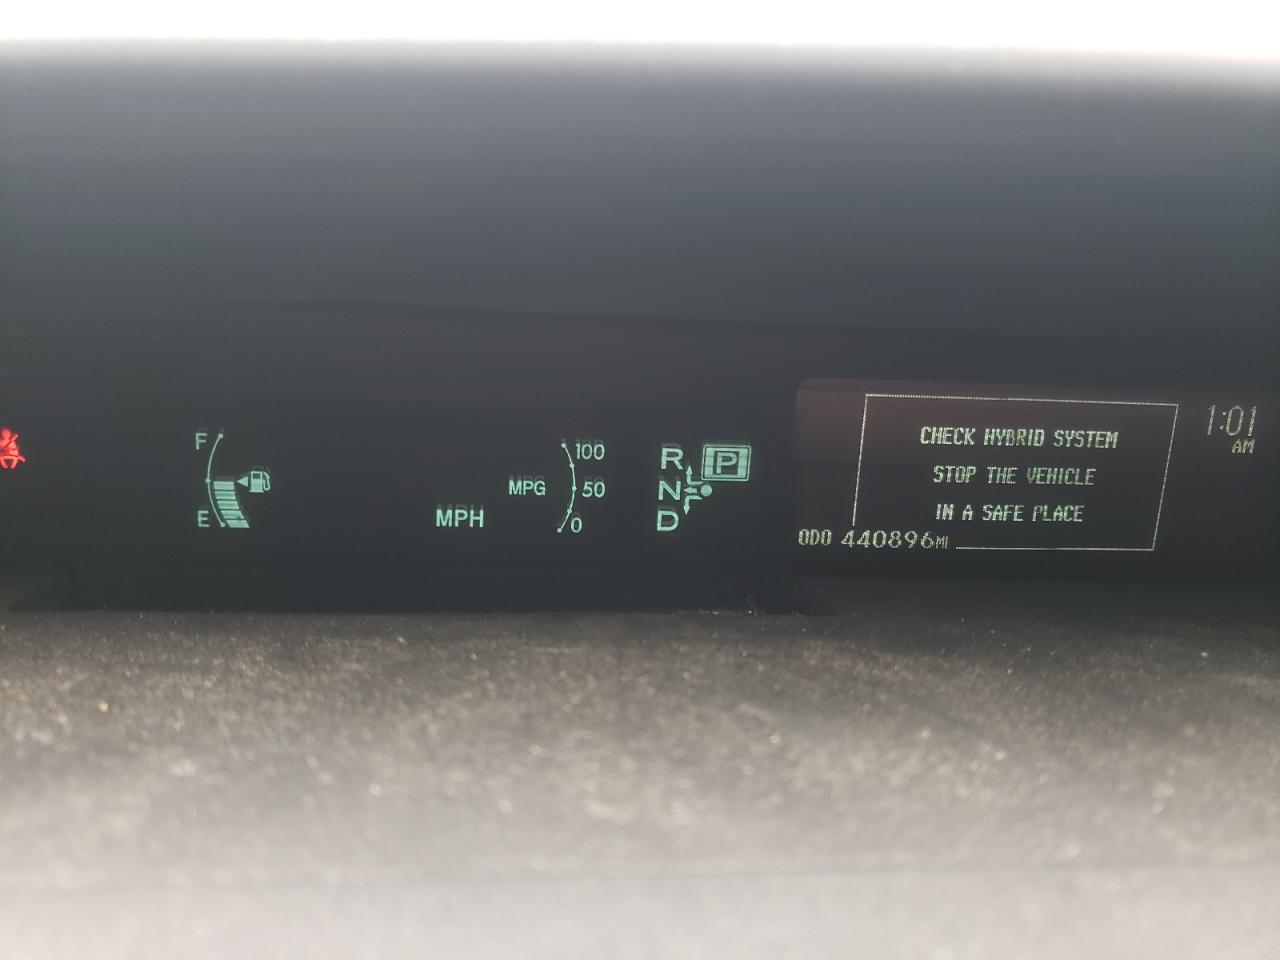 F
E
MPH
MPG
100
50
0
R
N
D
P
CHECK HYBRID SYSTEM
STOP THE VEHICLE
IN A SAFE PLACE
ODO 440896MI
1:01
AM